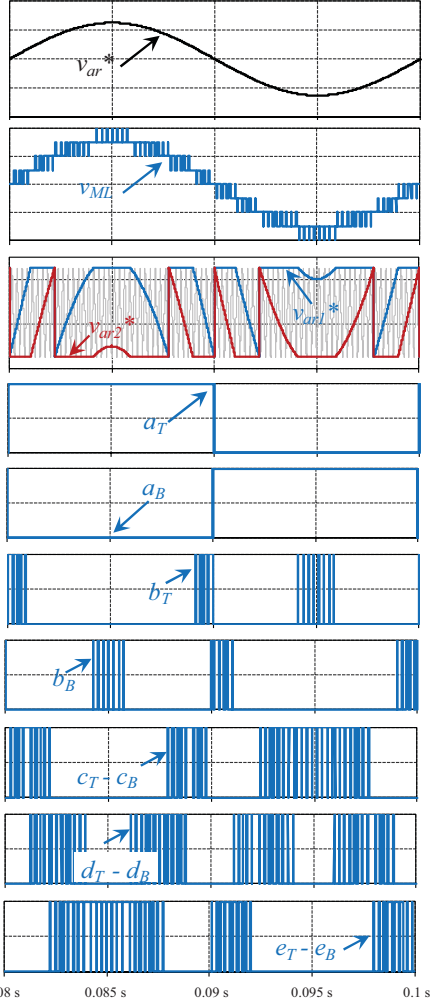 v_ar*
v_ML
v_ar1*
v_ar2*
a_T
a_B
b_T
b_B
c_T - c_B
d_T - d_B
e_T - e_B
08 s 0.085 s 0.09 s 0.095 s 0.1 s